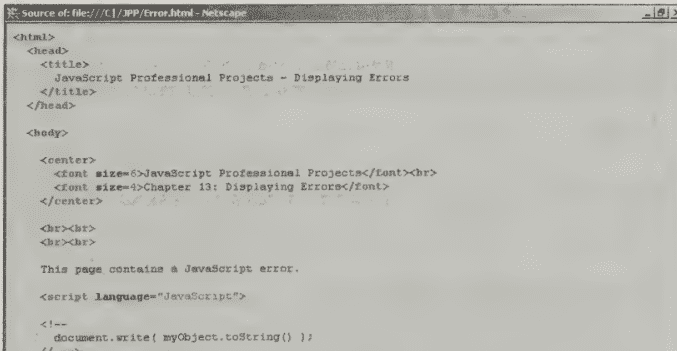 Source of: file:///C|/JPP/Error.html - Netscape
<html>
<head>
<title>
JavaScript Professional Projects - Displaying Errors
</title>
</head>
<body>
<center>
<font size=6>JavaScript Professional Projects</font><br>
<font size=4>Chapter 13: Displaying Errors</font>
</center>
<br><br>
<br><br>
This page contains a JavaScript error.
<script language="JavaScript">
<!--
document.write( myObject.toString() );